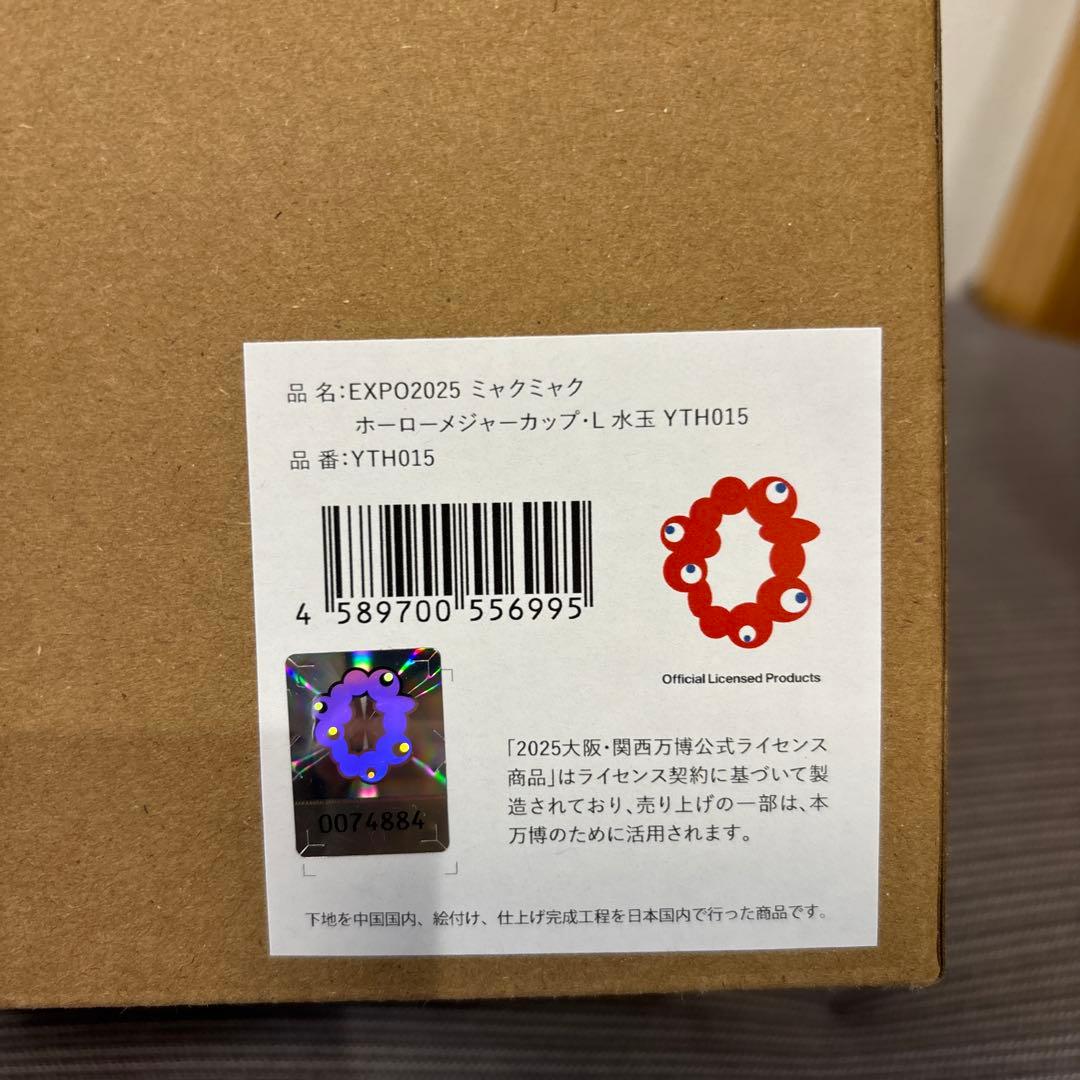 品 名:EXPO2025 ミャクミャク
ホーローメジャーカップ・L 水玉 YTH015
品 番:YTH015
4 589700 556995
Official Licensed Products
0074884
「2025大阪・関西万博公式ライセンス
商品」はライセンス契約に基づいて製
造されており、売り上げの一部は、本
万博のために活用されます。
下地を中国国内、絵付け、仕上げ完成工程を日本国内で行った商品です。